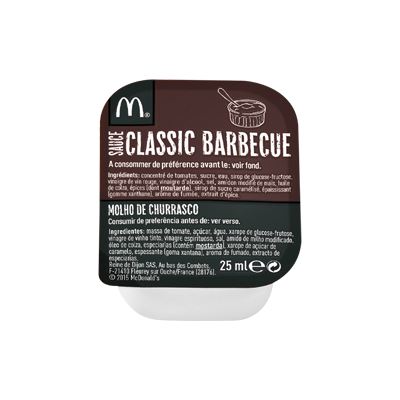 M®
SAUCE CLASSIC BARBECUE
A consommer de préférence avant le: voir fond.
Ingrédients: concentré de tomates, sucre, eau, sirop de glucose-fructose,
vinaigre de vin rouge, vinaigre d'alcool, sel, amidon modifié de maïs, huile
de colza, épices (dont moutarde), sirop de sucre caramélisé, épaississant
(gomme xanthane), arôme de fumée, extrait d'épice.
MOLHO DE CHURRASCO
Consumir de preferência antes de: ver verso.
Ingredientes: massa de tomate, açúcar, água, xarope de glucose e frutose,
vinagre de vinho tinto, vinagre espirituoso, sal, amido de milho modificado,
óleo de colza, especiarias (contém mostarda), xarope de açúcar de
caramelo, espessante (goma xantana), aroma de fumado, extrato de
especiarias.
Reine de Dijon SAS, Au bas des Combets,
F-21410 Fleurey sur Ouche/France (28176).
© 2015 McDonald's
25 ml e